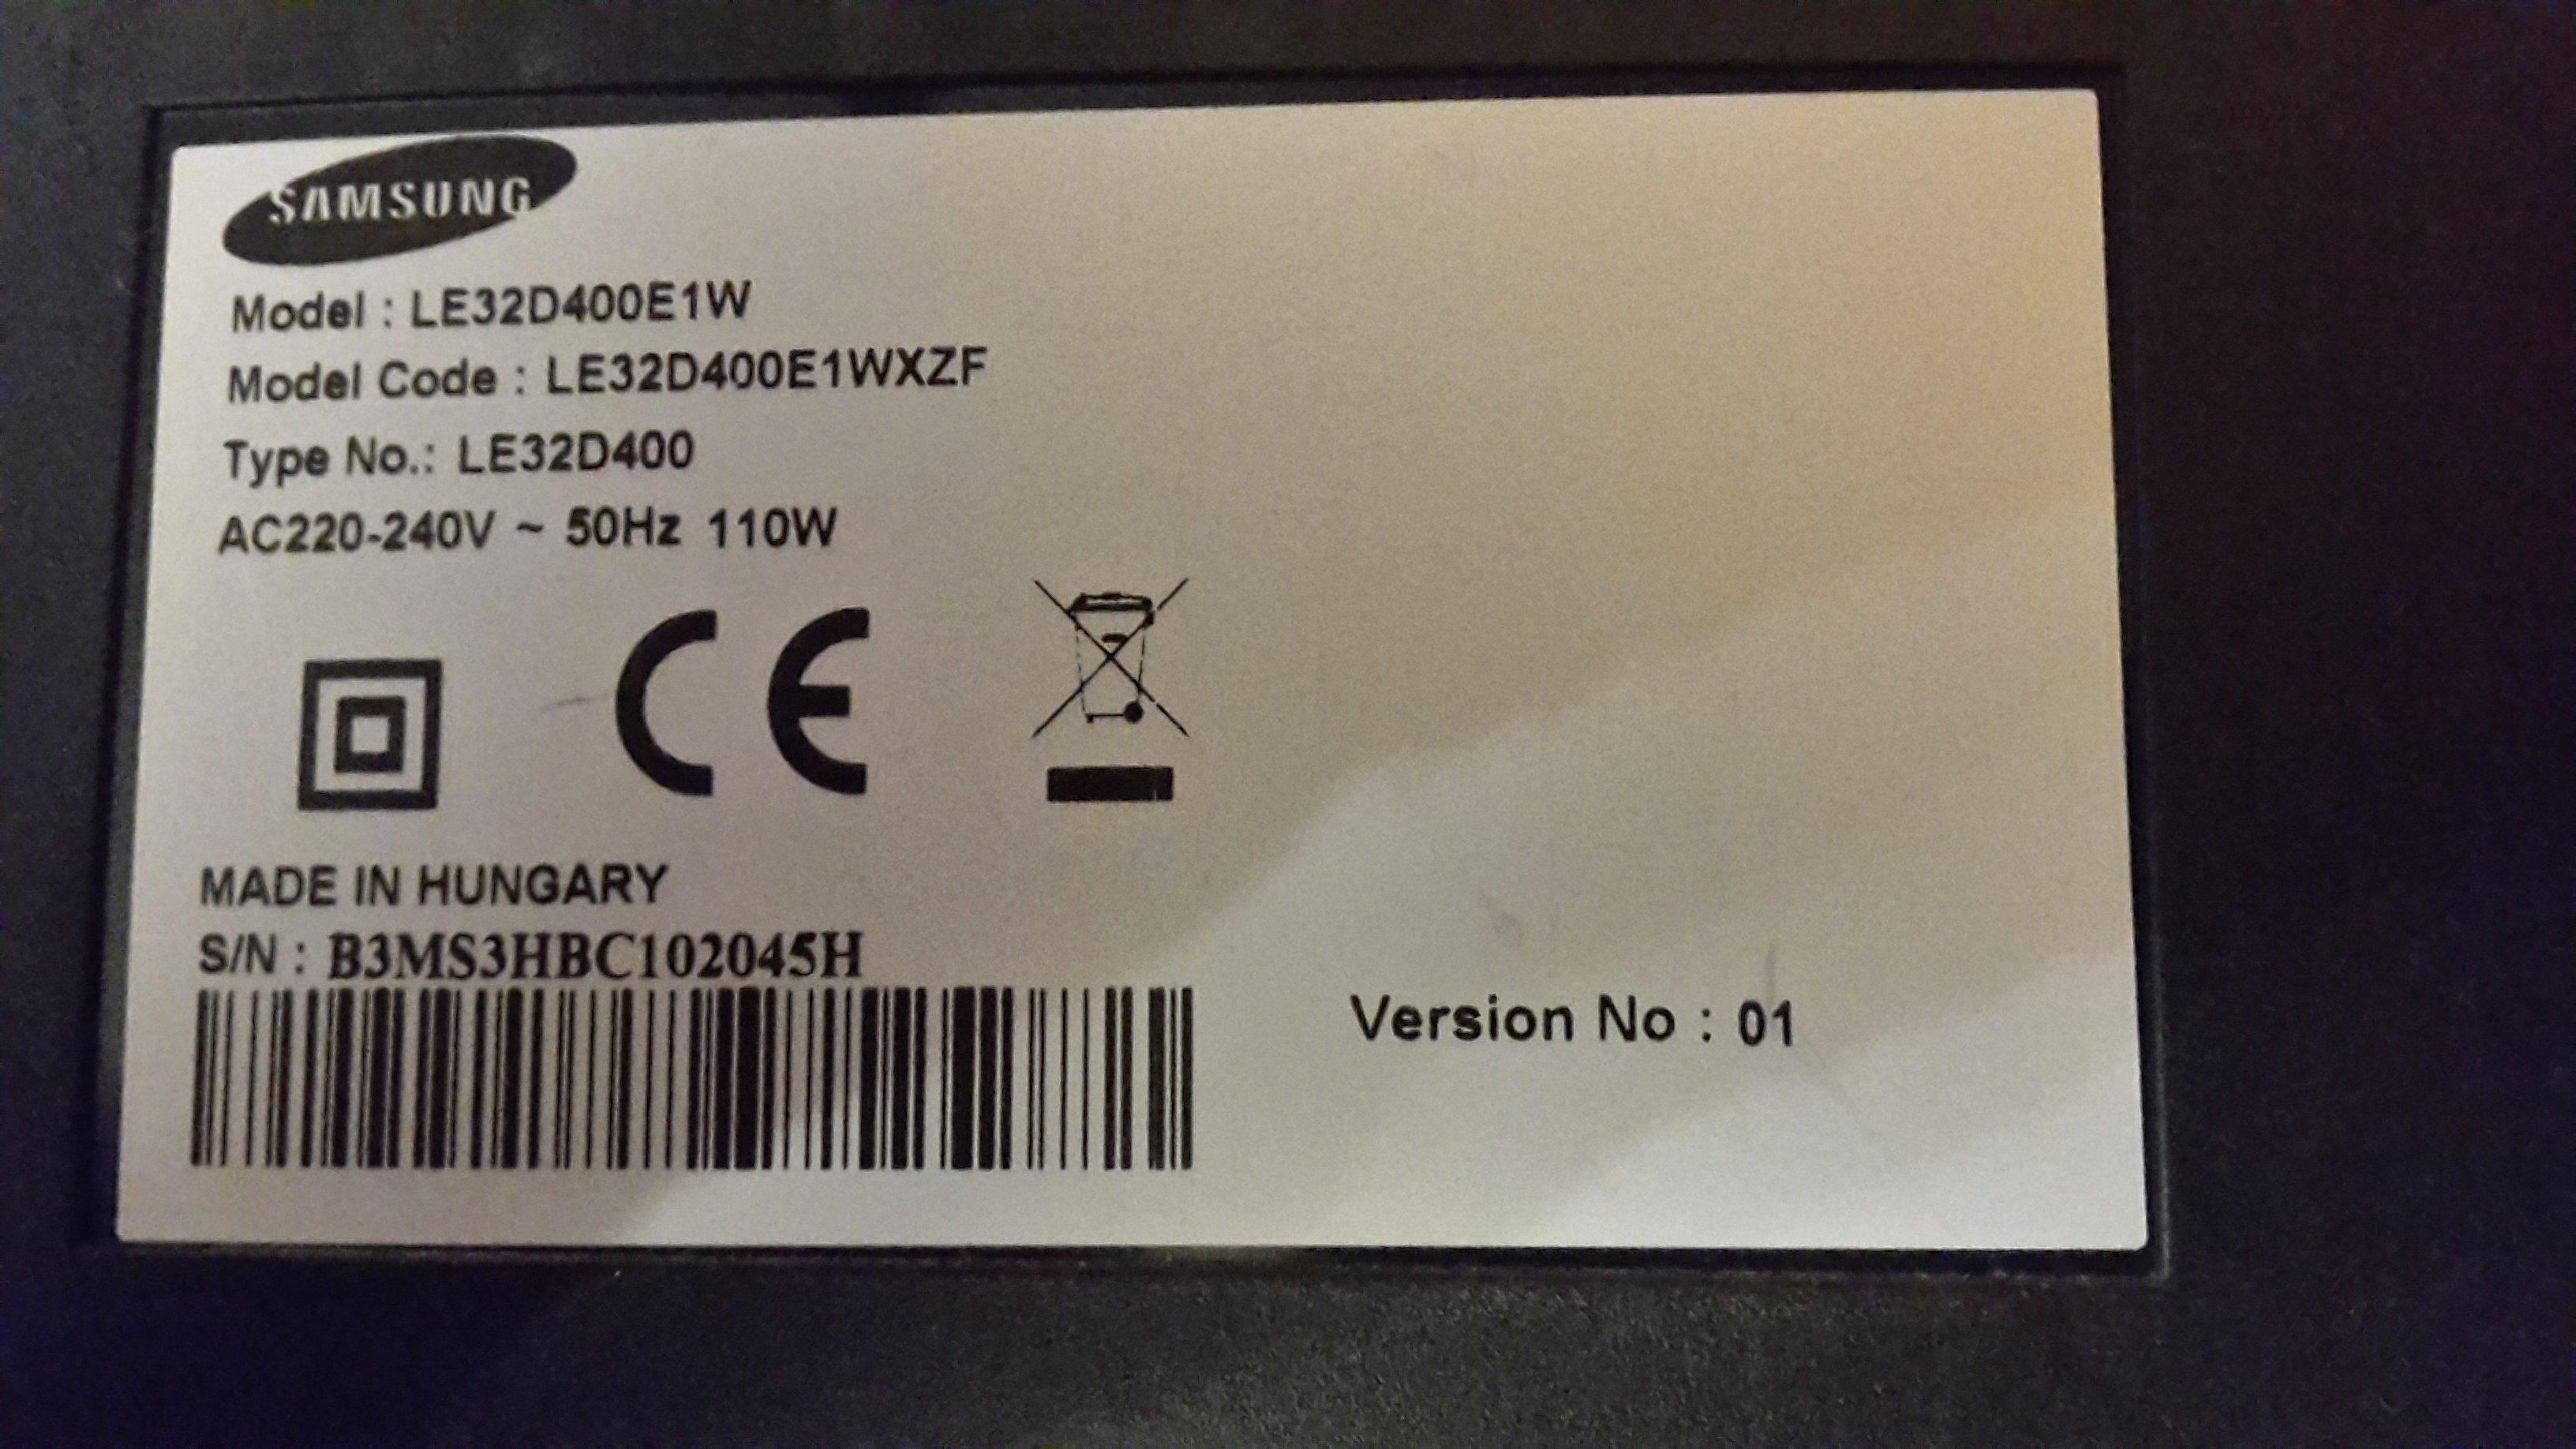 SAMSUNG
Model : LE32D400E1W
Model Code : LE32D400E1WXZF
Type No.: LE32D400
AC220-240V ~ 50Hz 110W
CE
MADE IN HUNGARY
S/N : B3MS3HBC102045H
Version No : 01